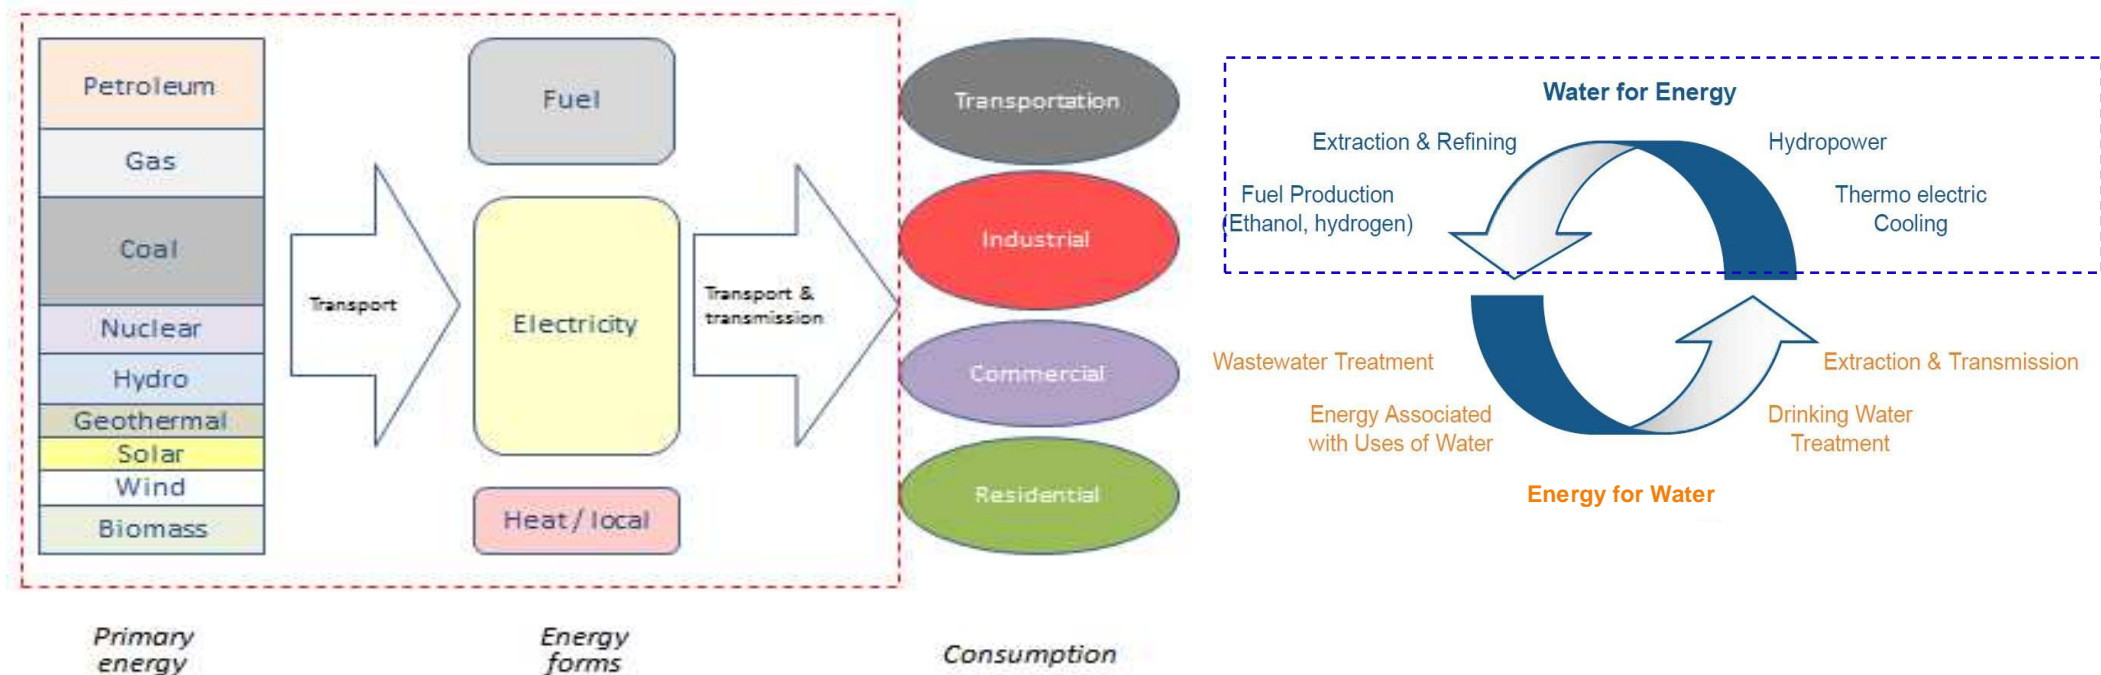 Petroleum
Gas
Coal
Nuclear
Hydro
Geothermal
Solar
Wind
Biomass
Transport
Fuel
Electricity
Heat / local
Transport &
transmission
Transportation
Industrial
Commercial
Residential
Primary
energy
Energy
forms
Consumption
Water for Energy
Extraction & Refining
Hydropower
Fuel Production
(Ethanol, hydrogen)
Thermo electric
Cooling
Wastewater Treatment
Extraction & Transmission
Energy Associated
with Uses of Water
Drinking Water
Treatment
Energy for Water